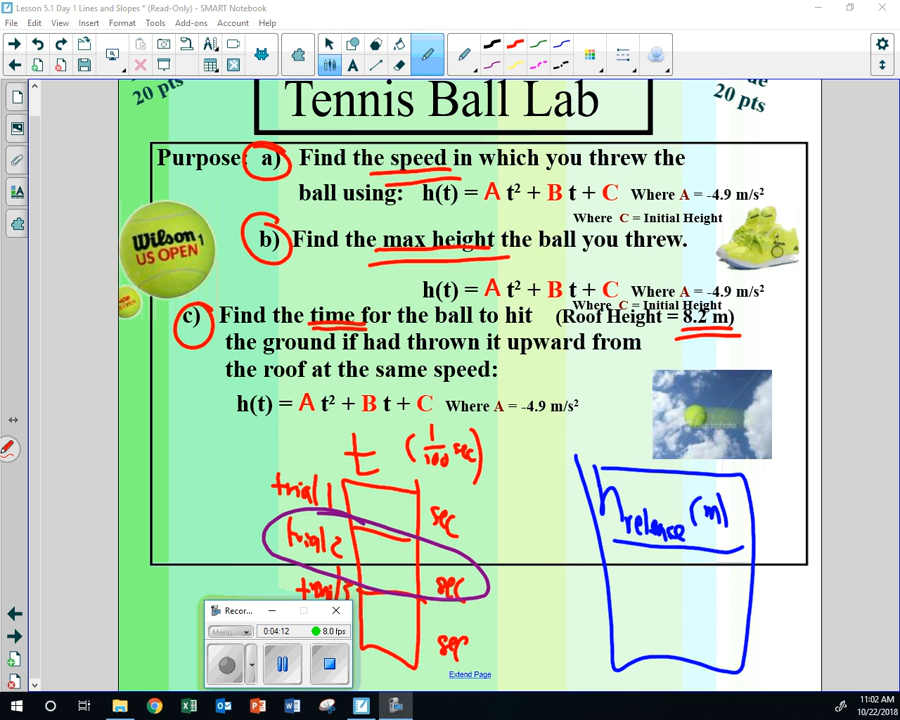 Lesson 5.1 Day 1 Lines and Slopes * (Read-Only) - SMART Notebook
File Edit View Insert Format Tools Add-ons Account Help
20 pts
Tennis Ball Lab
ue
20 pts
Purpose: a) Find the speed in which you threw the
ball using: h(t) = A t² + B t + C Where A = -4.9 m/s²
Where C = Initial Height
b) Find the max height the ball you threw.
Wilson 1
US OPEN
h(t) = A t² + B t + C Where A = -4.9 m/s²
Where C = Initial Height
c) Find the time for the ball to hit (Roof Height = 8.2 m)
the ground if had thrown it upward from
the roof at the same speed:
h(t) = A t² + B t + C Where A = -4.9 m/s²
t (1/100 sec)
trial 1
sec
trial 2
sec
sec
h release (m)
Recor...
Menu 0:04:12 8.0 fps
Extend Page
11:02 AM
10/22/2018